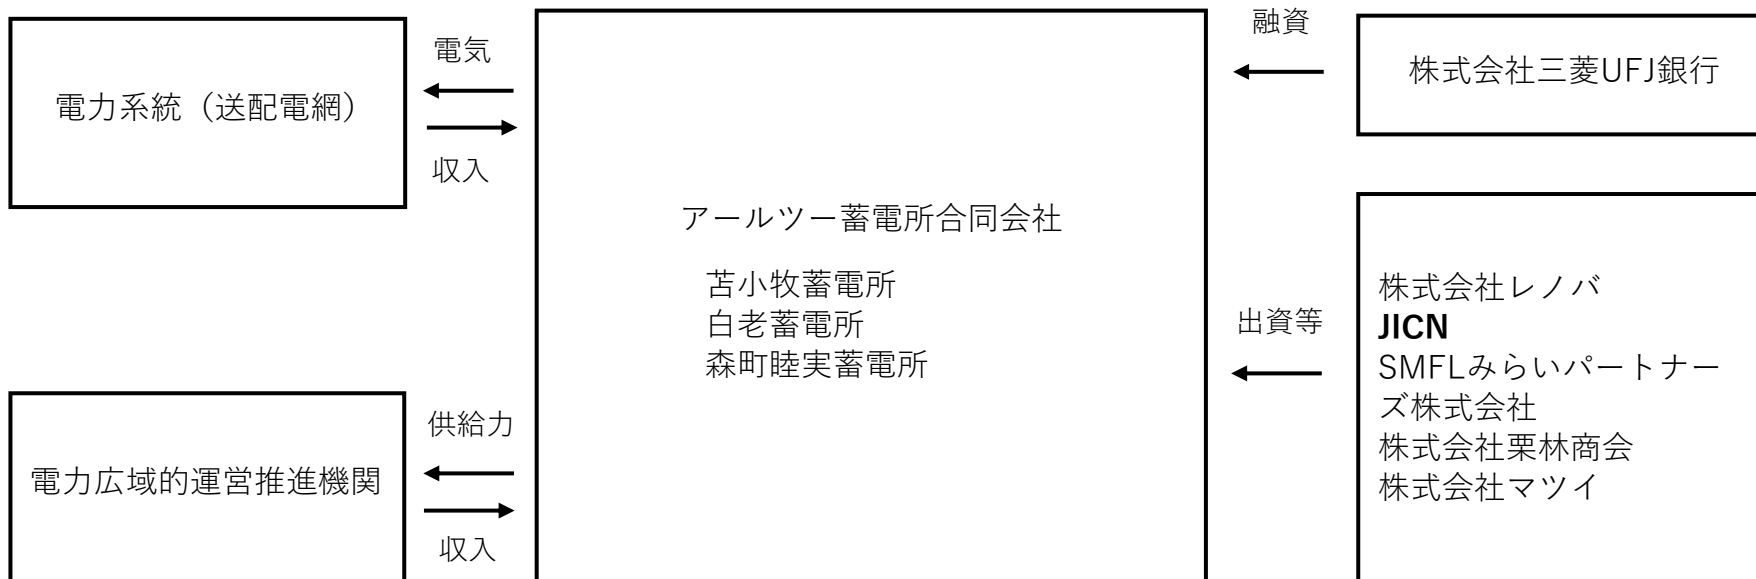 電気
電力系統（送配電網）
収入
供給力
電力広域的運営推進機関
収入
アールツー蓄電所合同会社
苫小牧蓄電所
白老蓄電所
森町睦実蓄電所
融資
株式会社三菱UFJ銀行
出資等
株式会社レノバ
JICN
SMFLみらいパートナー
ズ株式会社
株式会社栗林商会
株式会社マツイ